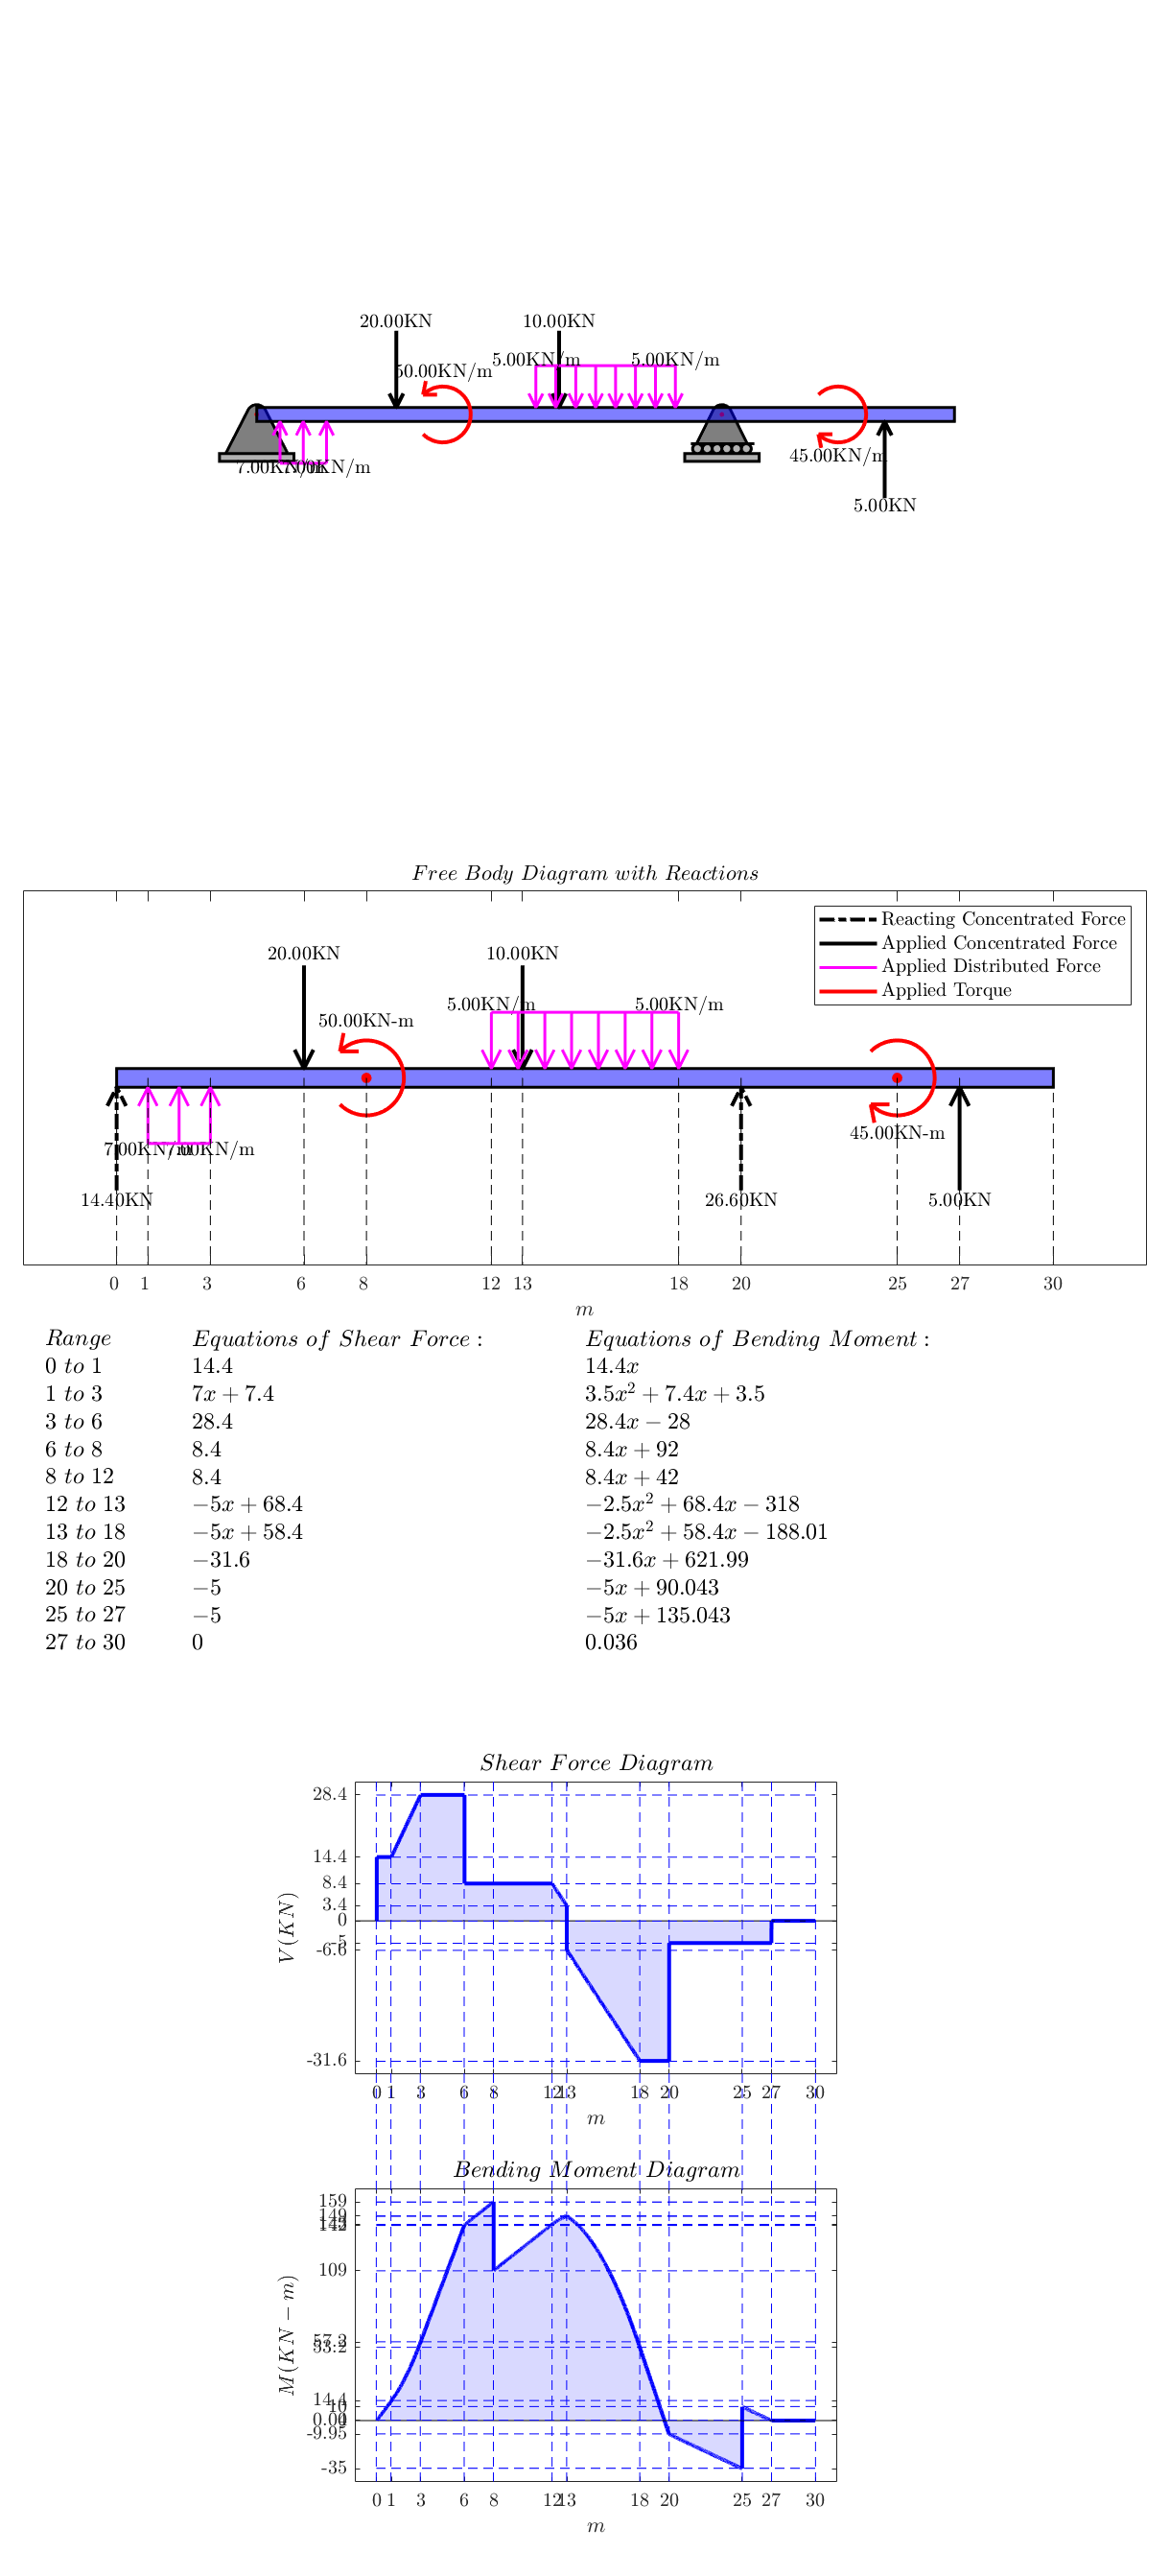 20.00KN 10.00KN
5.00KN/m 5.00KN/m
50.00KN/m
45.00KN/m
7.00KN/m 7.00KN/m
5.00KN
Free Body Diagram with Reactions
Reacting Concentrated Force
Applied Concentrated Force
Applied Distributed Force
Applied Torque
20.00KN 10.00KN
5.00KN/m 5.00KN/m
50.00KN-m
45.00KN-m
7.00KN/m 7.00KN/m
14.40KN 26.60KN 5.00KN
0 1 3 6 8 12 13 18 20 25 27 30
m
Range Equations of Shear Force : Equations of Bending Moment :
0 to 1 14.4 14.4x
1 to 3 7x + 7.4 3.5x² + 7.4x + 3.5
3 to 6 28.4 28.4x − 28
6 to 8 8.4 8.4x + 92
8 to 12 8.4 8.4x + 42
12 to 13 −5x + 68.4 −2.5x² + 68.4x − 318
13 to 18 −5x + 58.4 −2.5x² + 58.4x − 188.01
18 to 20 −31.6 −31.6x + 621.99
20 to 25 −5 −5x + 90.043
25 to 27 −5 −5x + 135.043
27 to 30 0 0.036
Shear Force Diagram
28.4
14.4
8.4
3.4
0
-5
-6.6
-31.6
V(KN)
0 1 3 6 8 12 13 18 20 25 27 30
m
Bending Moment Diagram
159
149
142
109
57.2
53.2
14.4
10
-9.95
-35
M(KN − m)
0 1 3 6 8 12 13 18 20 25 27 30
m